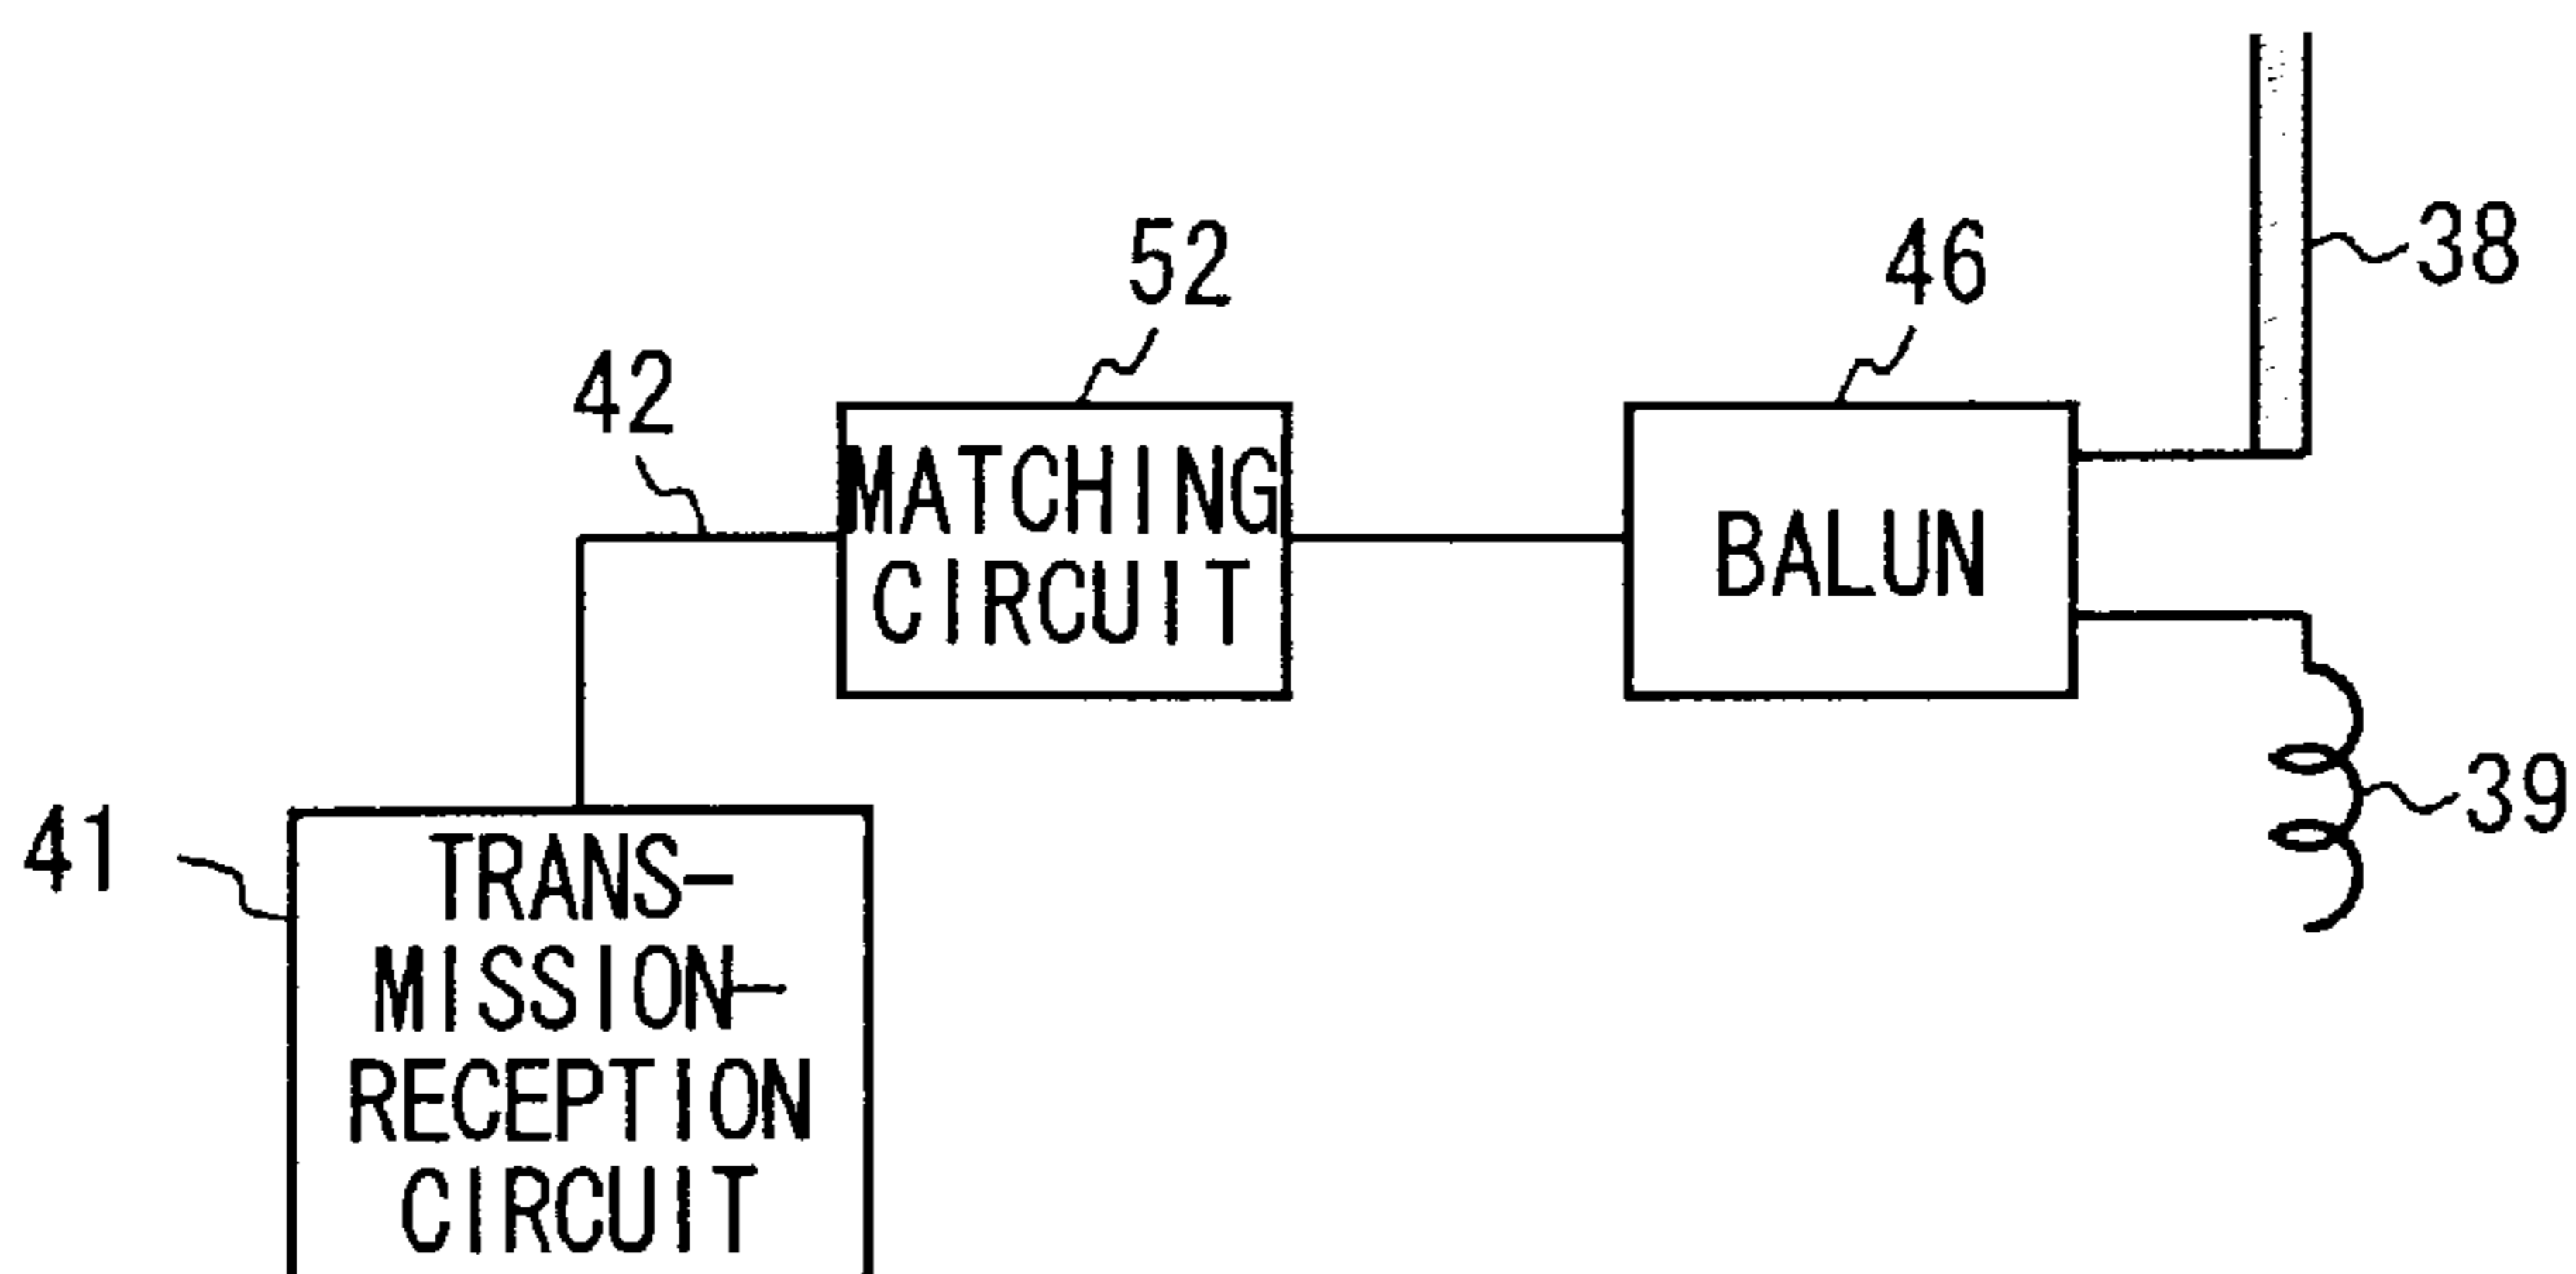 38
52
46
42
MATCHING
CIRCUIT
BALUN
39
41
TRANS-
MISSION-
RECEPTION
CIRCUIT